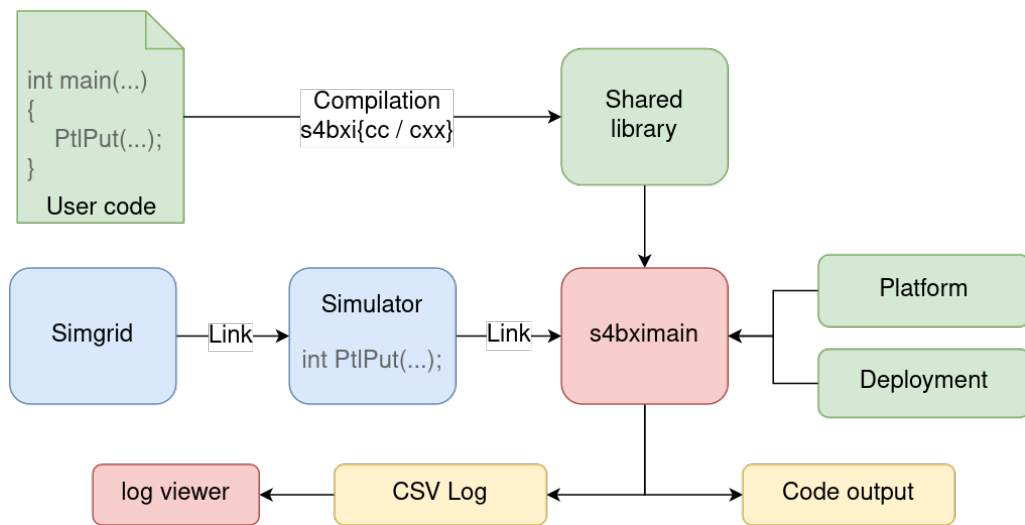 int main(...)
{
PtlPut(...);
}
User code
Compilation
s4bxi{cc / cxx}
Shared
library
Simgrid
Link
Simulator
int PtlPut(...);
Link
s4bximain
Platform
Deployment
log viewer
CSV Log
Code output